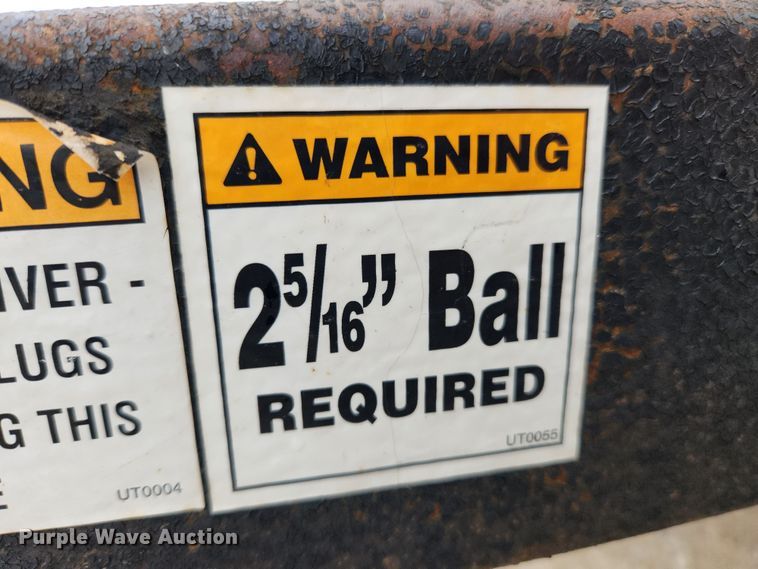 NG
IVER -
LUGS
G THIS
UT0004
WARNING
2 5/16” Ball
REQUIRED
UT0055
Purple Wave Auction